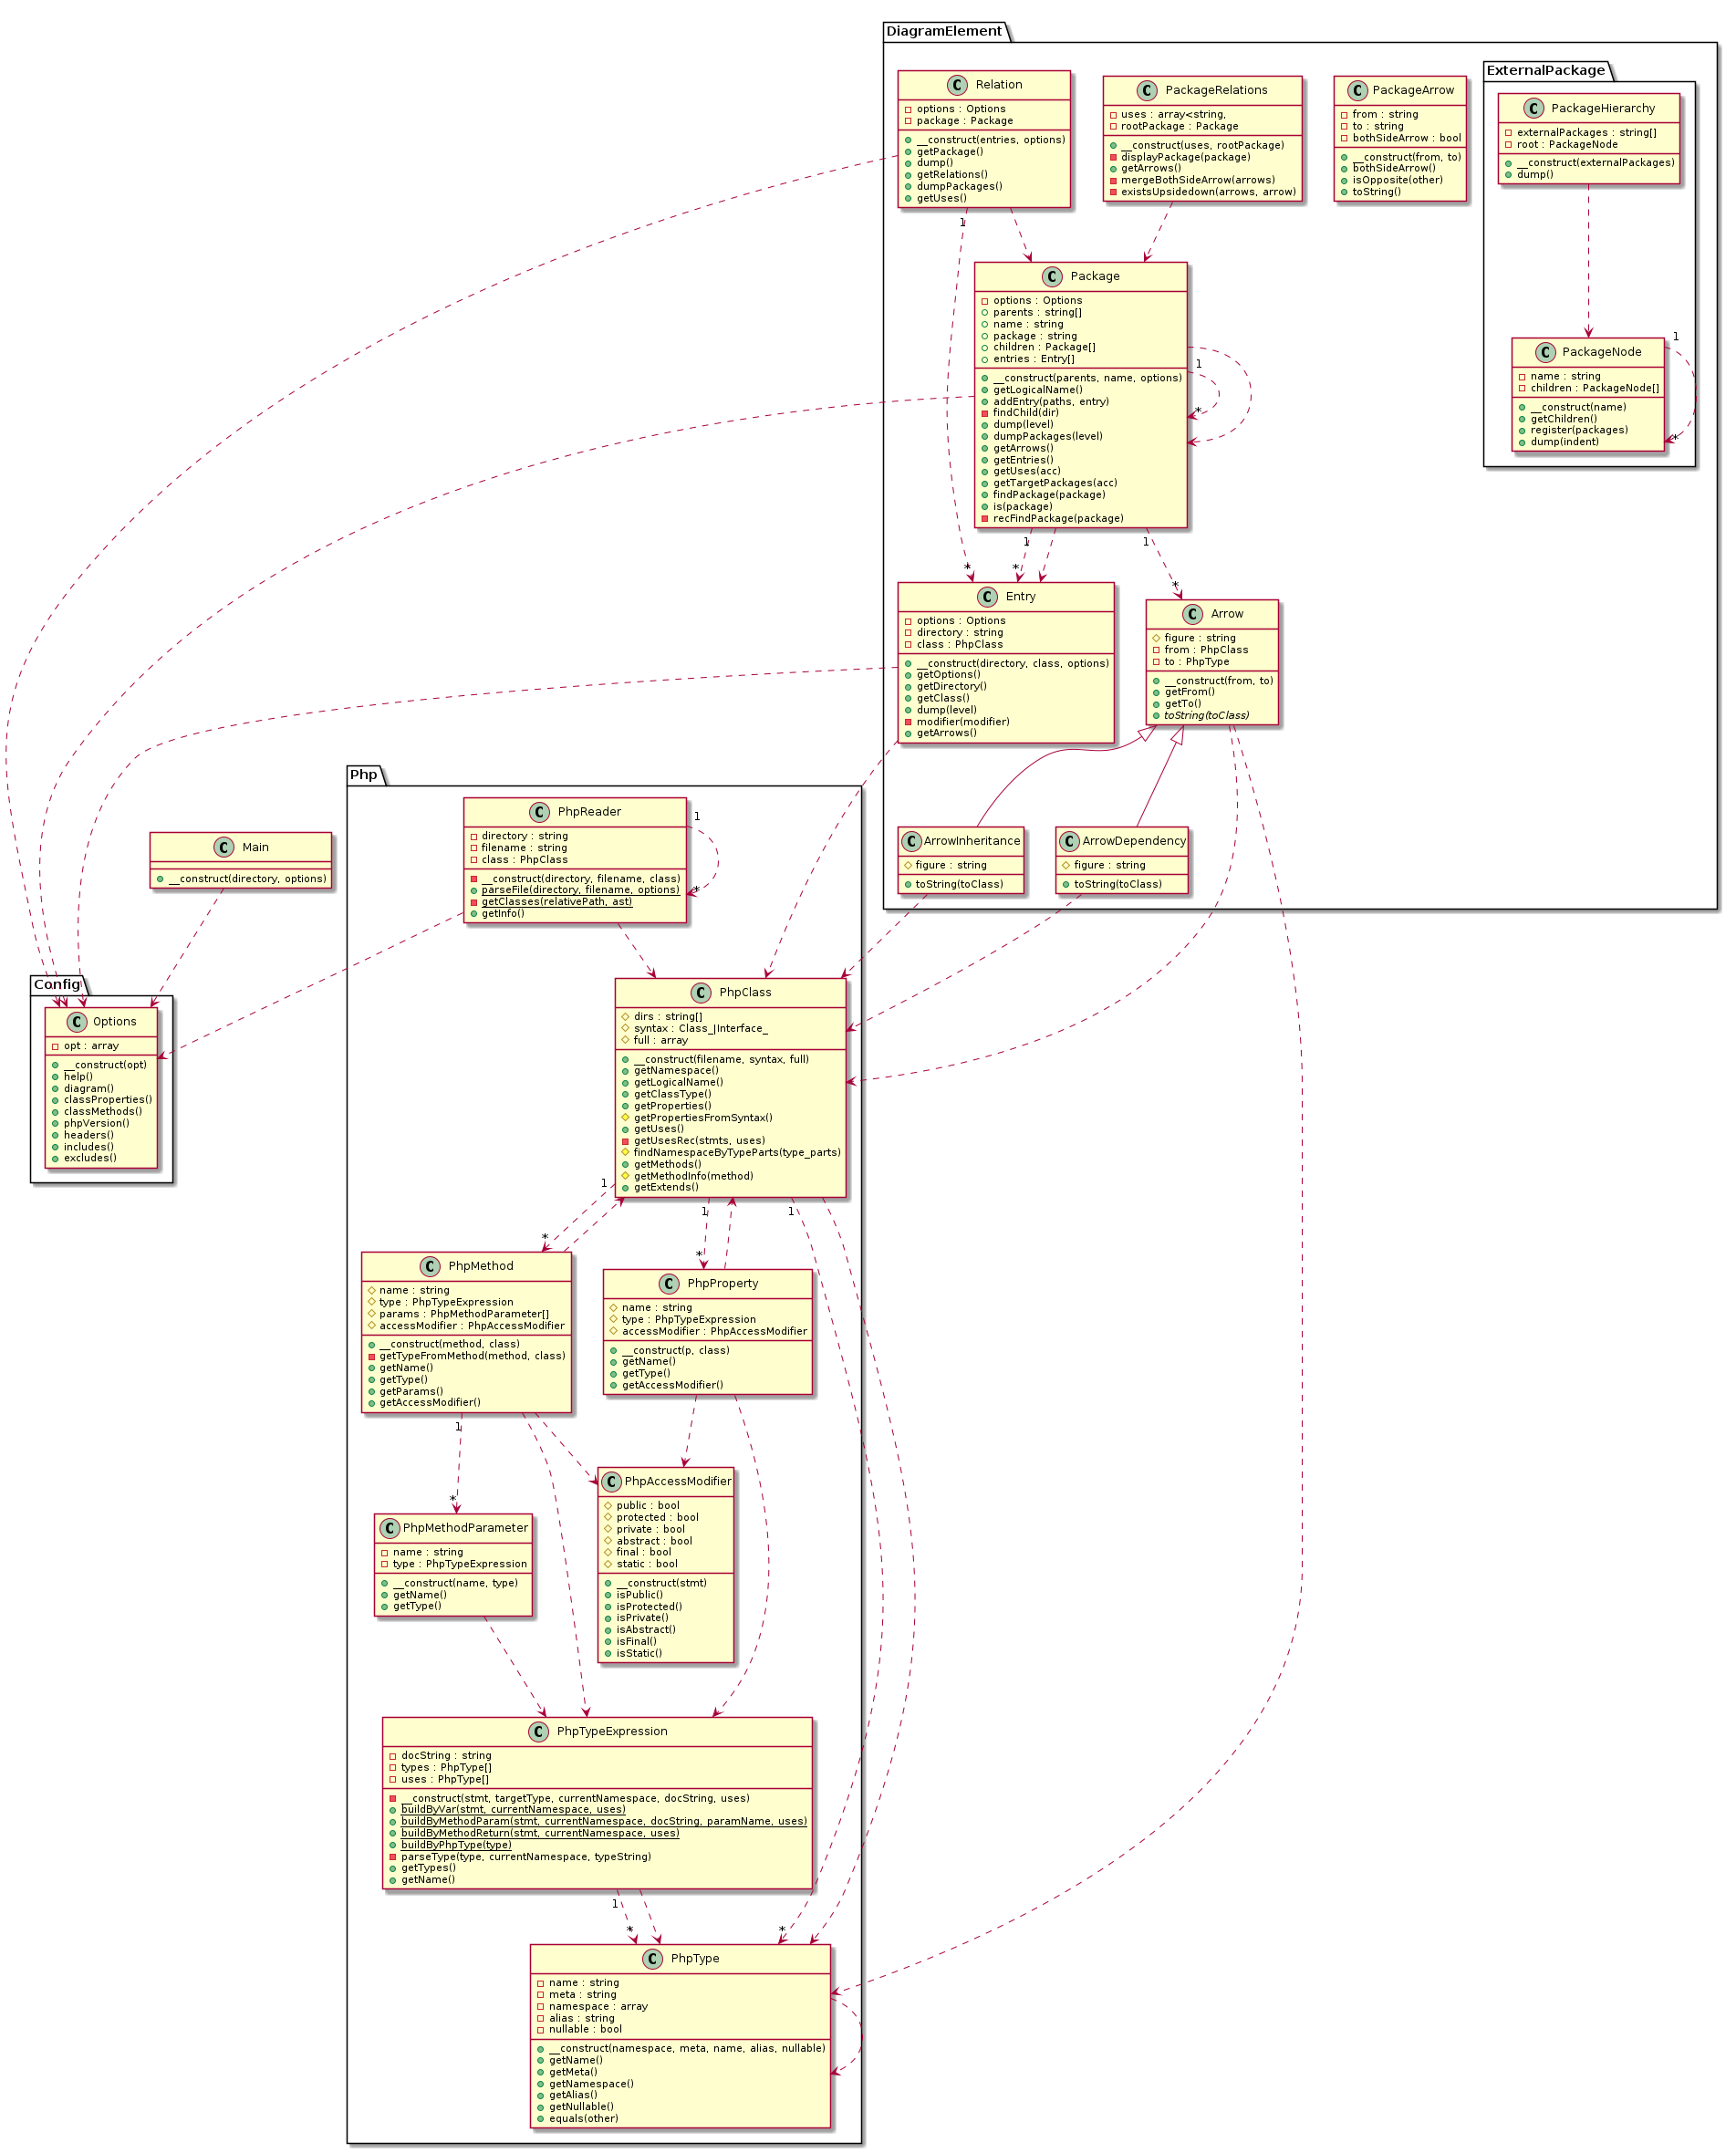 DiagramElement
ExternalPackage
C Relation
options : Options
package : Package
__construct(entries, options)
getPackage()
dump()
getRelations()
dumpPackages()
getUses()
C PackageRelations
uses : array<string,
rootPackage : Package
__construct(uses, rootPackage)
displayPackage(package)
getArrows()
mergeBothSideArrow(arrows)
existsUpsidedown(arrows, arrow)
C PackageArrow
from : string
to : string
bothSideArrow : bool
__construct(from, to)
bothSideArrow()
isOpposite(other)
toString()
C PackageHierarchy
externalPackages : string[]
root : PackageNode
__construct(externalPackages)
dump()
1
C Package
options : Options
parents : string[]
name : string
package : string
children : Package[]
entries : Entry[]
__construct(parents, name, options)
getLogicalName()
addEntry(paths, entry)
findChild(dir)
dump(level)
dumpPackages(level)
getArrows()
getEntries()
getUses(acc)
getTargetPackages(acc)
findPackage(package)
is(package)
recFindPackage(package)
1
*
C PackageNode
name : string
children : PackageNode[]
__construct(name)
getChildren()
register(packages)
dump(indent)
1
*
1
1
*
*
*
C Entry
options : Options
directory : string
class : PhpClass
__construct(directory, class, options)
getOptions()
getDirectory()
getClass()
dump(level)
modifier(modifier)
getArrows()
C Arrow
figure : string
from : PhpClass
to : PhpType
__construct(from, to)
getFrom()
getTo()
toString(toClass)
C ArrowInheritance
figure : string
toString(toClass)
C ArrowDependency
figure : string
toString(toClass)
Php
C PhpReader
directory : string
filename : string
class : PhpClass
__construct(directory, filename, class)
parseFile(directory, filename, options)
getClasses(relativePath, ast)
getInfo()
1
*
C Main
__construct(directory, options)
Config
C Options
opt : array
__construct(opt)
help()
diagram()
classProperties()
classMethods()
phpVersion()
headers()
includes()
excludes()
C PhpClass
dirs : string[]
syntax : Class_|Interface_
full : array
__construct(filename, syntax, full)
getNamespace()
getLogicalName()
getClassType()
getProperties()
getPropertiesFromSyntax()
getUses()
getUsesRec(stmts, uses)
findNamespaceByTypeParts(type_parts)
getMethods()
getMethodInfo(method)
getExtends()
1
1
1
*
*
C PhpMethod
name : string
type : PhpTypeExpression
params : PhpMethodParameter[]
accessModifier : PhpAccessModifier
__construct(method, class)
getTypeFromMethod(method, class)
getName()
getType()
getParams()
getAccessModifier()
C PhpProperty
name : string
type : PhpTypeExpression
accessModifier : PhpAccessModifier
__construct(p, class)
getName()
getType()
getAccessModifier()
1
*
C PhpMethodParameter
name : string
type : PhpTypeExpression
__construct(name, type)
getName()
getType()
C PhpAccessModifier
public : bool
protected : bool
private : bool
abstract : bool
final : bool
static : bool
__construct(stmt)
isPublic()
isProtected()
isPrivate()
isAbstract()
isFinal()
isStatic()
C PhpTypeExpression
docString : string
types : PhpType[]
uses : PhpType[]
__construct(stmt, targetType, currentNamespace, docString, uses)
buildByVar(stmt, currentNamespace, uses)
buildByMethodParam(stmt, currentNamespace, docString, paramName, uses)
buildByMethodReturn(stmt, currentNamespace, uses)
buildByPhpType(type)
parseType(type, currentNamespace, typeString)
getTypes()
getName()
1
*
*
C PhpType
name : string
meta : string
namespace : array
alias : string
nullable : bool
__construct(namespace, meta, name, alias, nullable)
getName()
getMeta()
getNamespace()
getAlias()
getNullable()
equals(other)